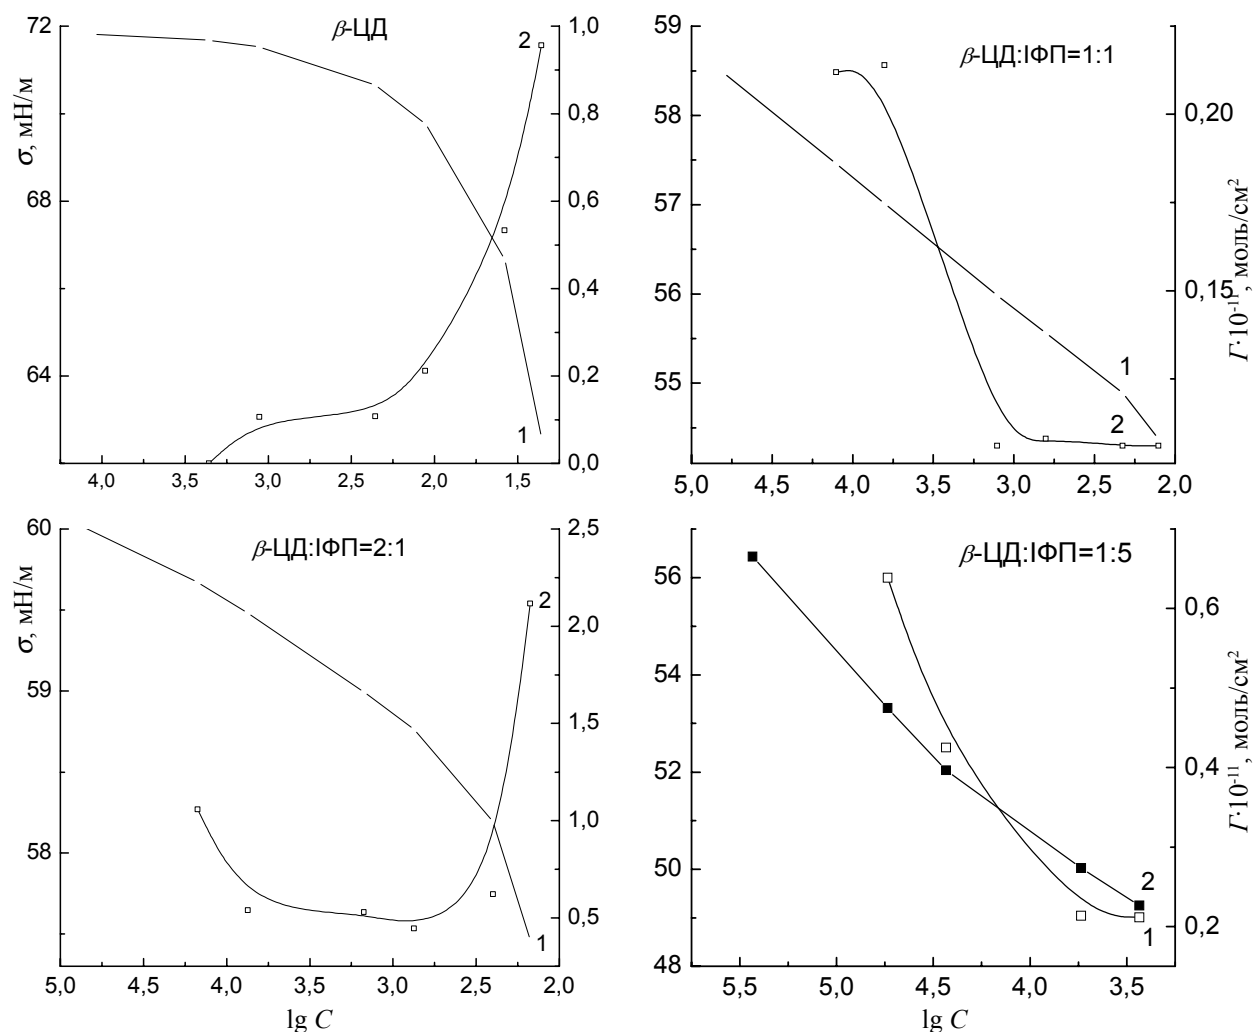 β-ЦД
72
68
64
σ, мН/м
1,0
0,8
0,6
0,4
0,2
0,0
2
1
4,0 3,5 3,0 2,5 2,0 1,5
β-ЦД:ІФП=1:1
59
58
57
56
55
0,20
0,15
Γ·10⁻¹¹, моль/см²
1
2
5,0 4,5 4,0 3,5 3,0 2,5 2,0
β-ЦД:ІФП=2:1
60
59
58
σ, мН/м
2,5
2,0
1,5
1,0
0,5
2
1
5,0 4,5 4,0 3,5 3,0 2,5 2,0
lg C
β-ЦД:ІФП=1:5
56
54
52
50
48
0,6
0,4
0,2
Γ·10⁻¹¹, моль/см²
2
1
5,5 5,0 4,5 4,0 3,5
lg C